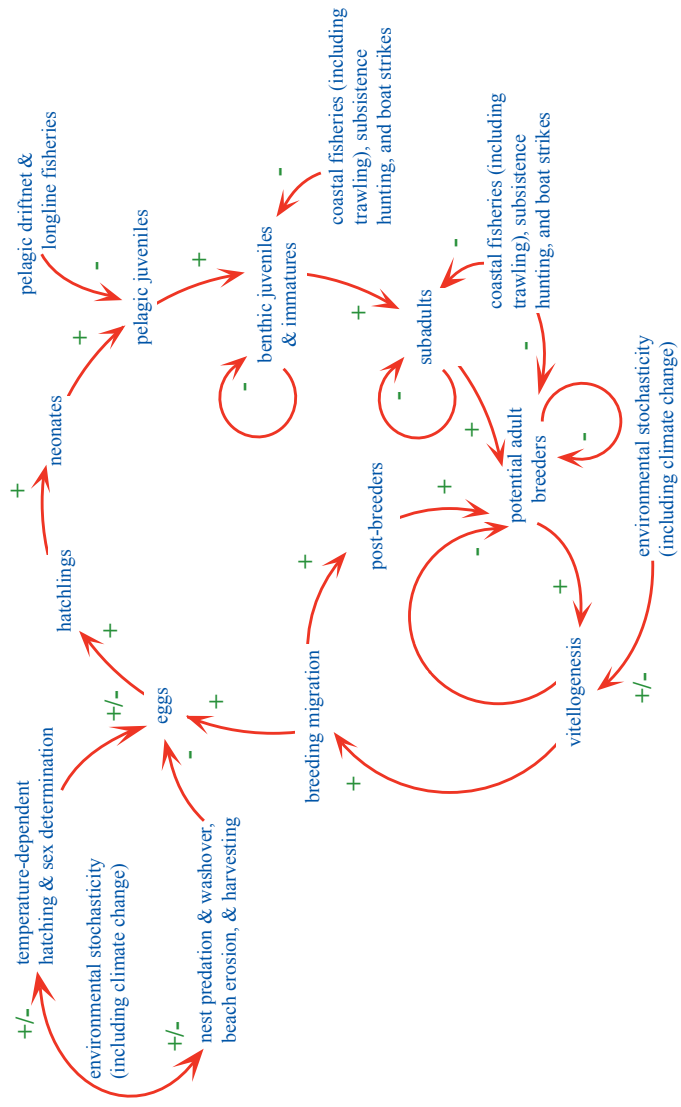 +/-
temperature-dependent
hatching & sex determination
+
pelagic driftnet &
longline fisheries
environmental stochasticity
(including climate change)
+/-
hatchlings
neonates
+
-
+
+/-
nest predation & washover,
beach erosion, & harvesting
-
eggs
pelagic juveniles
+
+
-
benthic juveniles
& immatures
-
breeding migration
+
+
post-breeders
+
coastal fisheries (including
trawling), subsistence
hunting, and boat strikes
-
subadults
+
-
+
-
potential adult
breeders
coastal fisheries (including
trawling), subsistence
hunting, and boat strikes
-
vitellogenesis
+
-
+/-
environmental stochasticity
(including climate change)